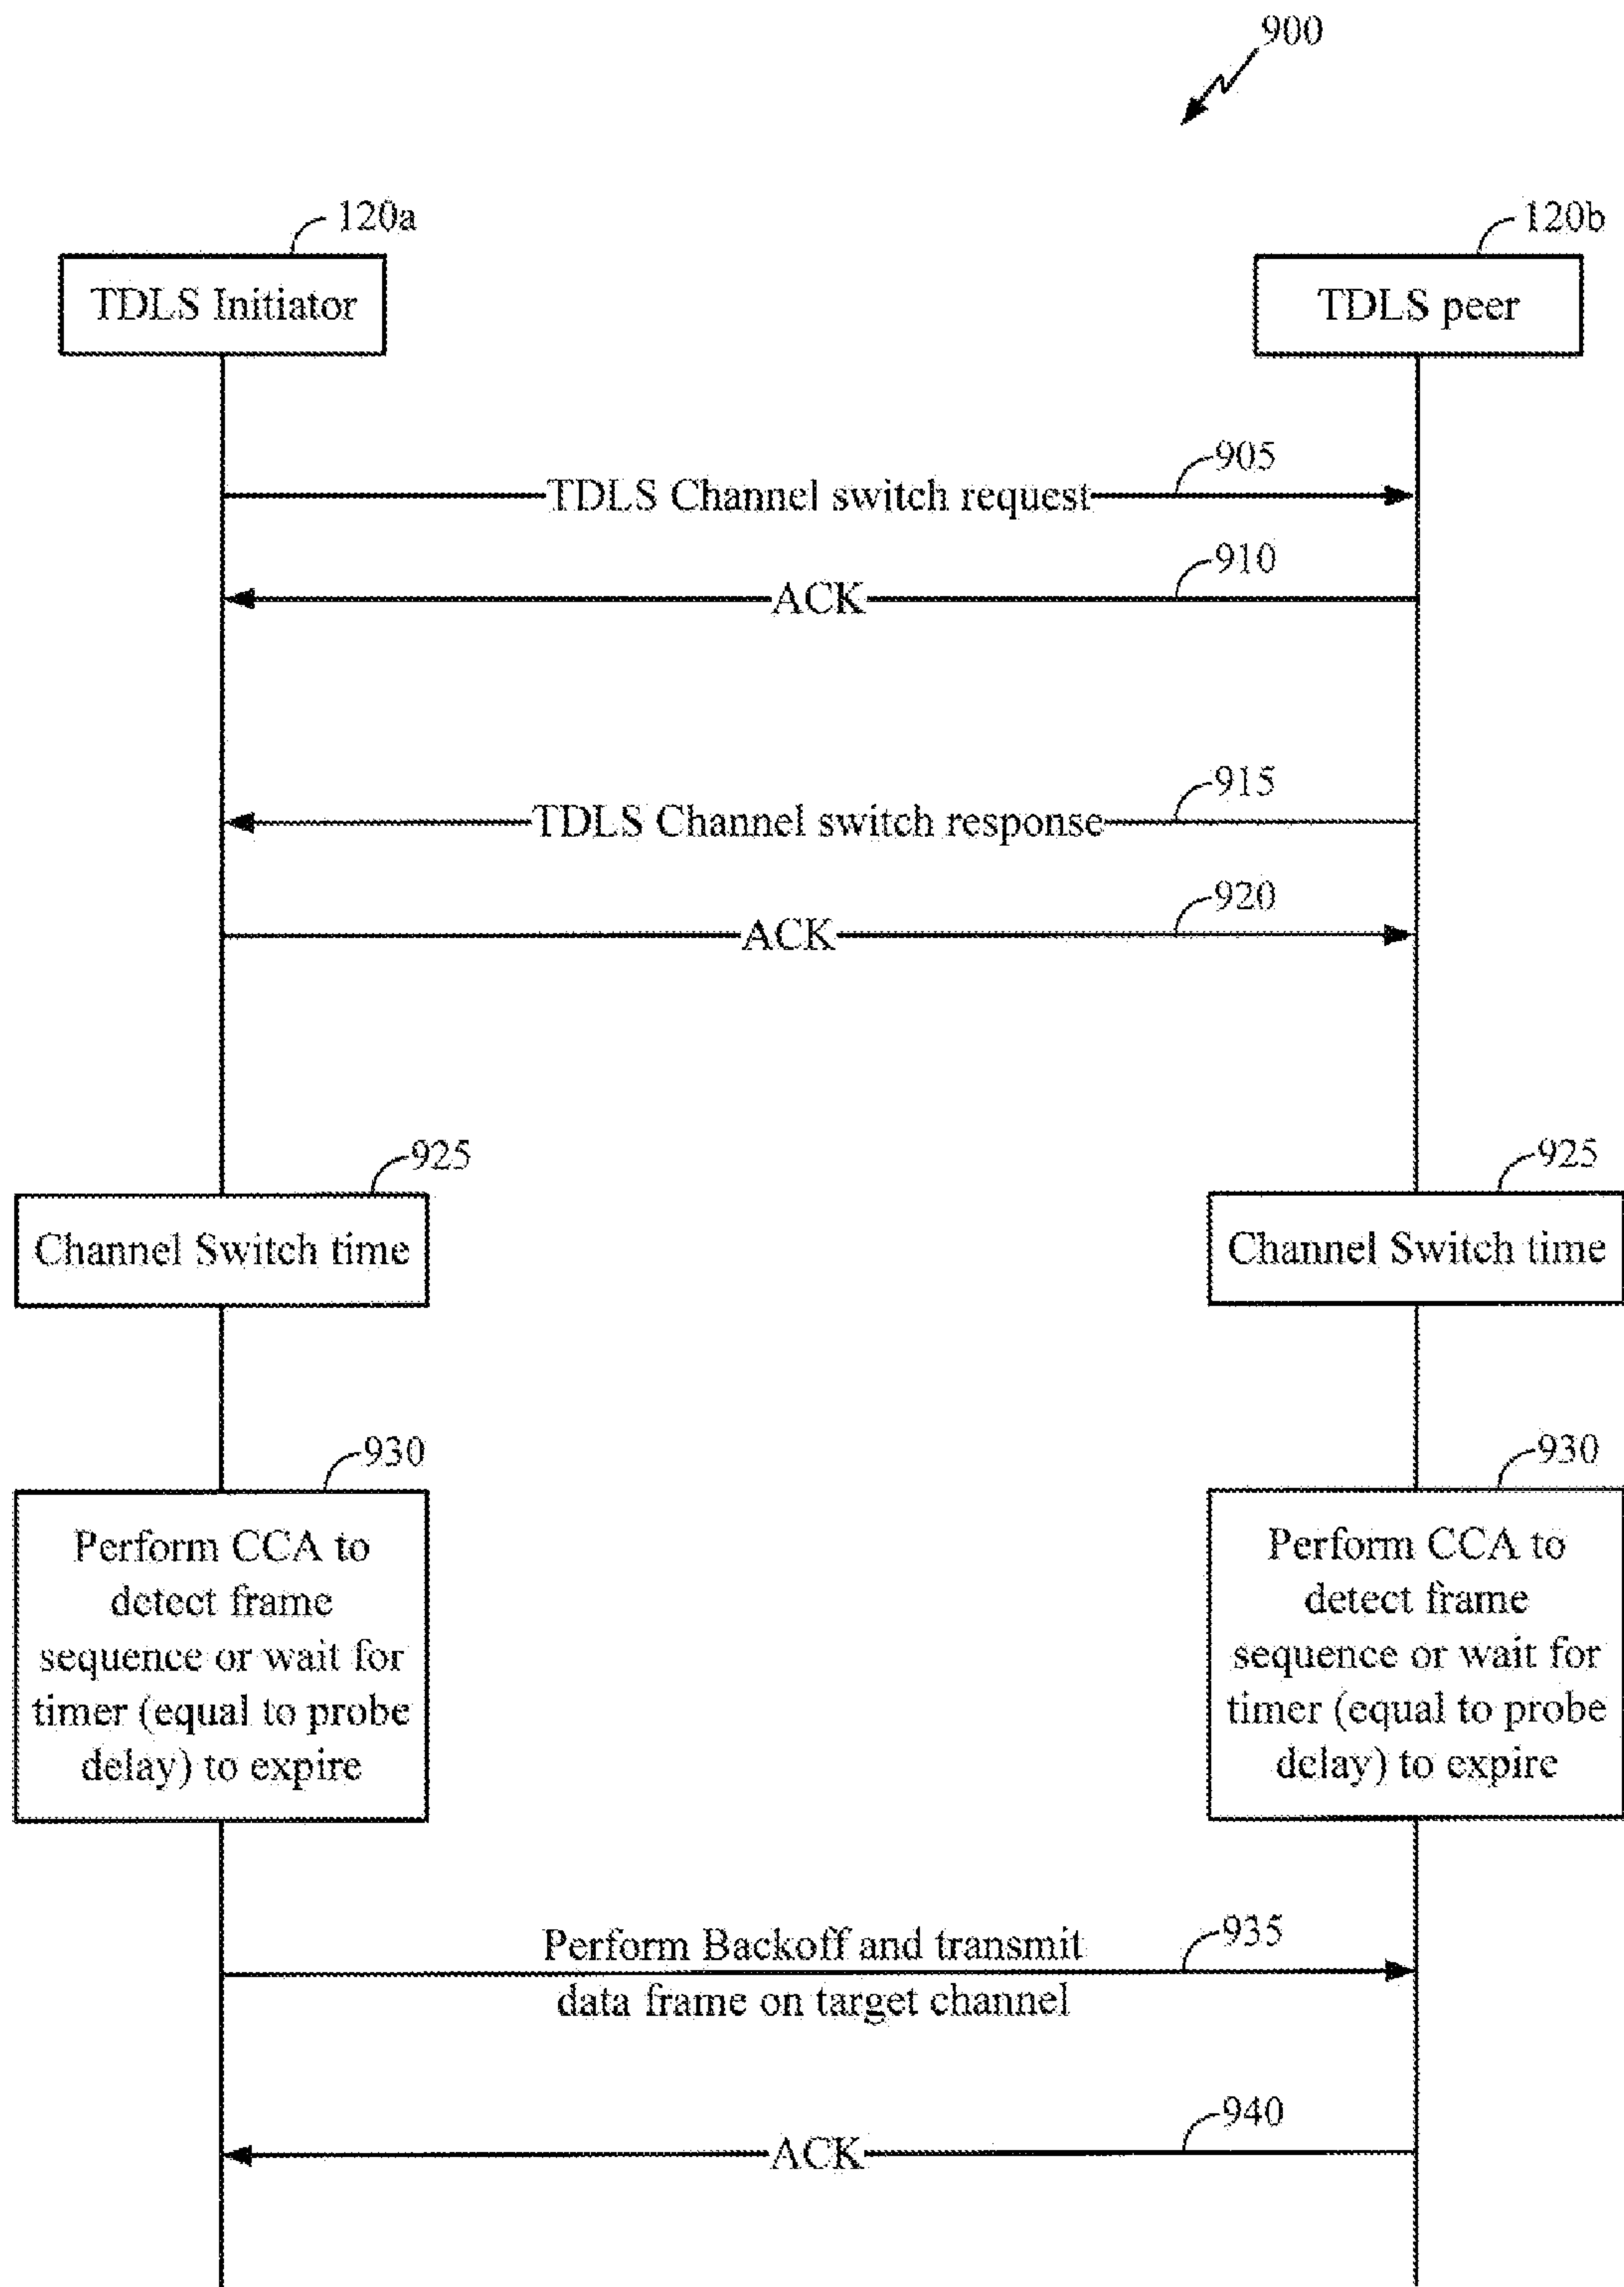 900
120a
120b
TDLS Initiator
TDLS peer
905
TDLS Channel switch request
910
ACK
915
TDLS Channel switch response
920
ACK
925
925
Channel Switch time
Channel Switch time
930
930
Perform CCA to
detect frame
sequence or wait for
timer (equal to probe
delay) to expire
Perform CCA to
detect frame
sequence or wait for
timer (equal to probe
delay) to expire
935
Perform Backoff and transmit
data frame on target channel
940
ACK